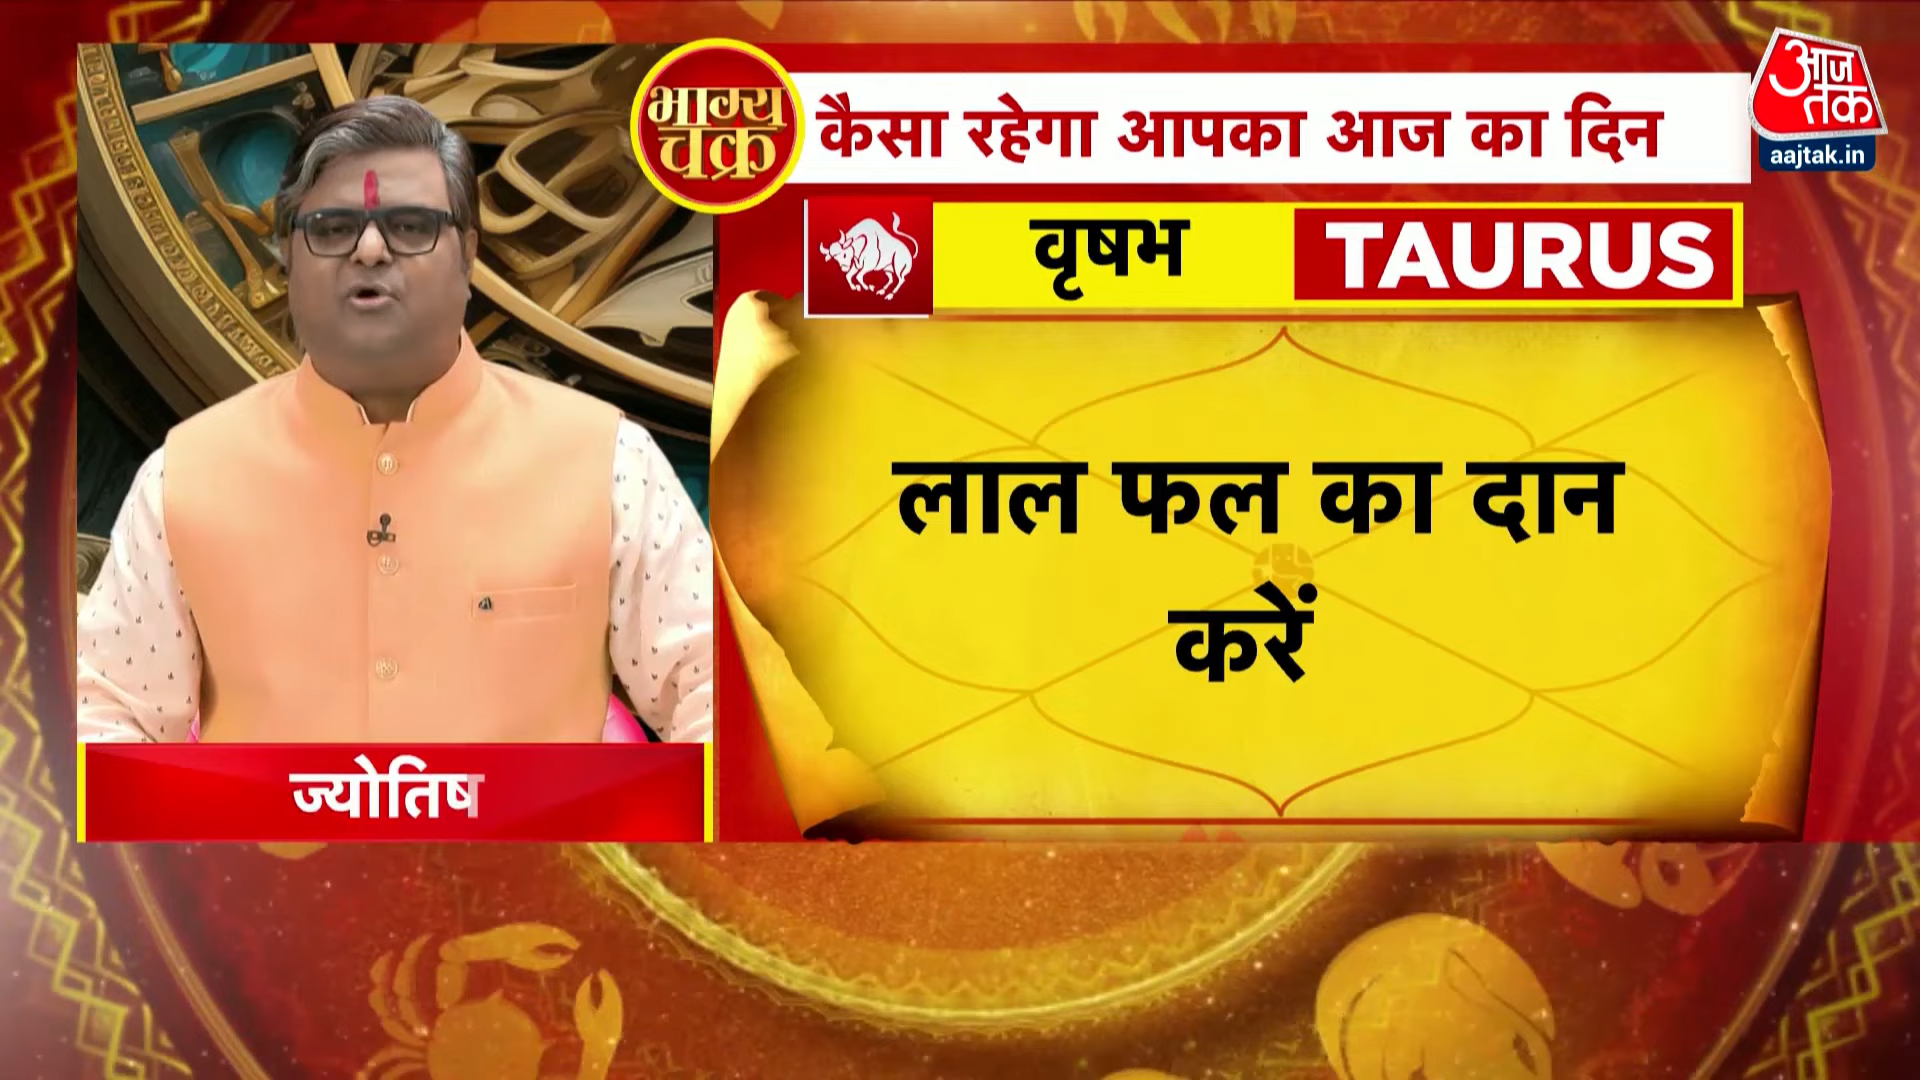 भाग्य
चक्र
कैसा रहेगा आपका आज का दिन
आज
तक
aajtak.in
वृषभ
TAURUS
लाल फल का दान
करें
ज्योतिष